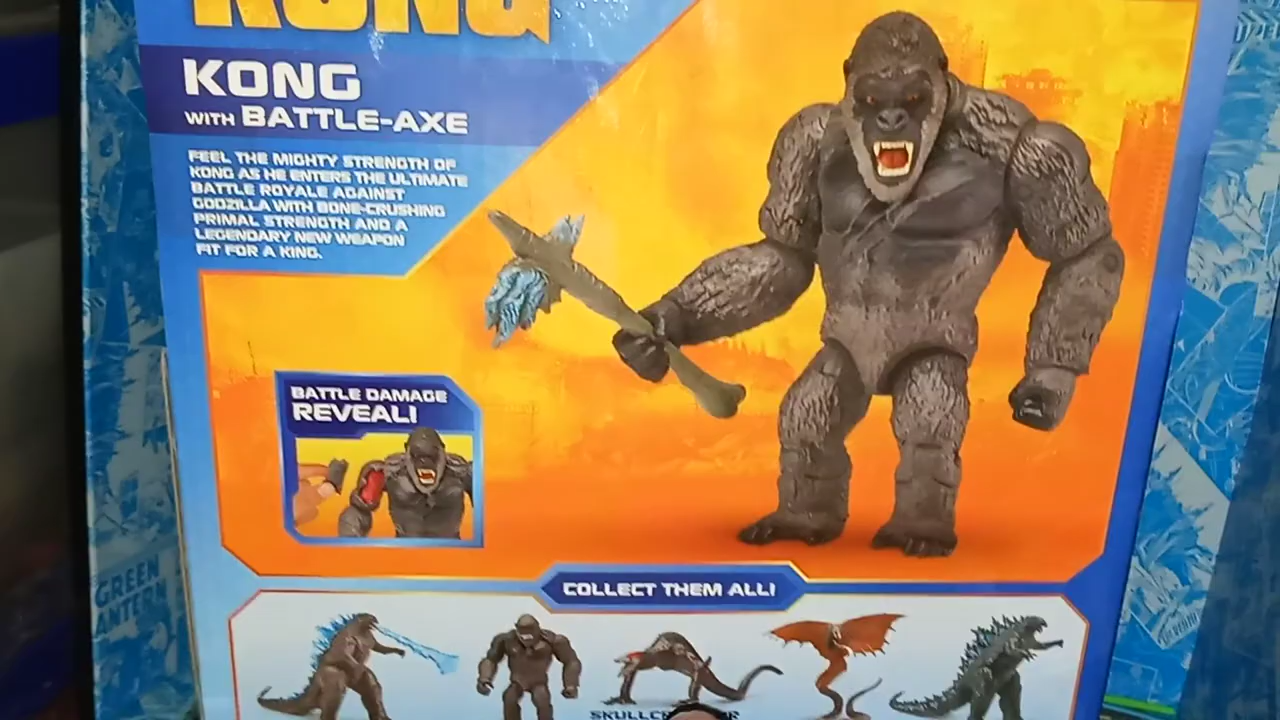 KONG
KONG
WITH BATTLE-AXE
FEEL THE MIGHTY STRENGTH OF
KONG AS HE ENTERS THE ULTIMATE
BATTLE ROYALE AGAINST
GODZILLA WITH BONE-CRUSHING
PRIMAL STRENGTH AND A
LEGENDARY NEW WEAPON
FIT FOR A KING.
BATTLE DAMAGE
REVEAL!
COLLECT THEM ALL!
GREEN
ANTERN